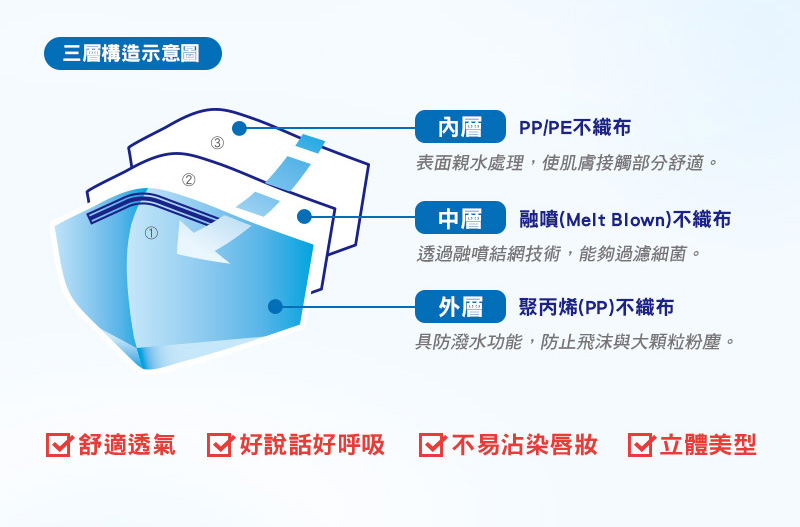 三層構造示意圖
③
內層 PP/PE不織布
表面親水處理，使肌膚接觸部分舒適。
②
中層 融噴(Melt Blown)不織布
透過融噴結網技術，能夠過濾細菌。
①
外層 聚丙烯(PP)不織布
具防潑水功能，防止飛沫與大顆粒粉塵。
舒適透氣 好說話好呼吸 不易沾染唇妝 立體美型